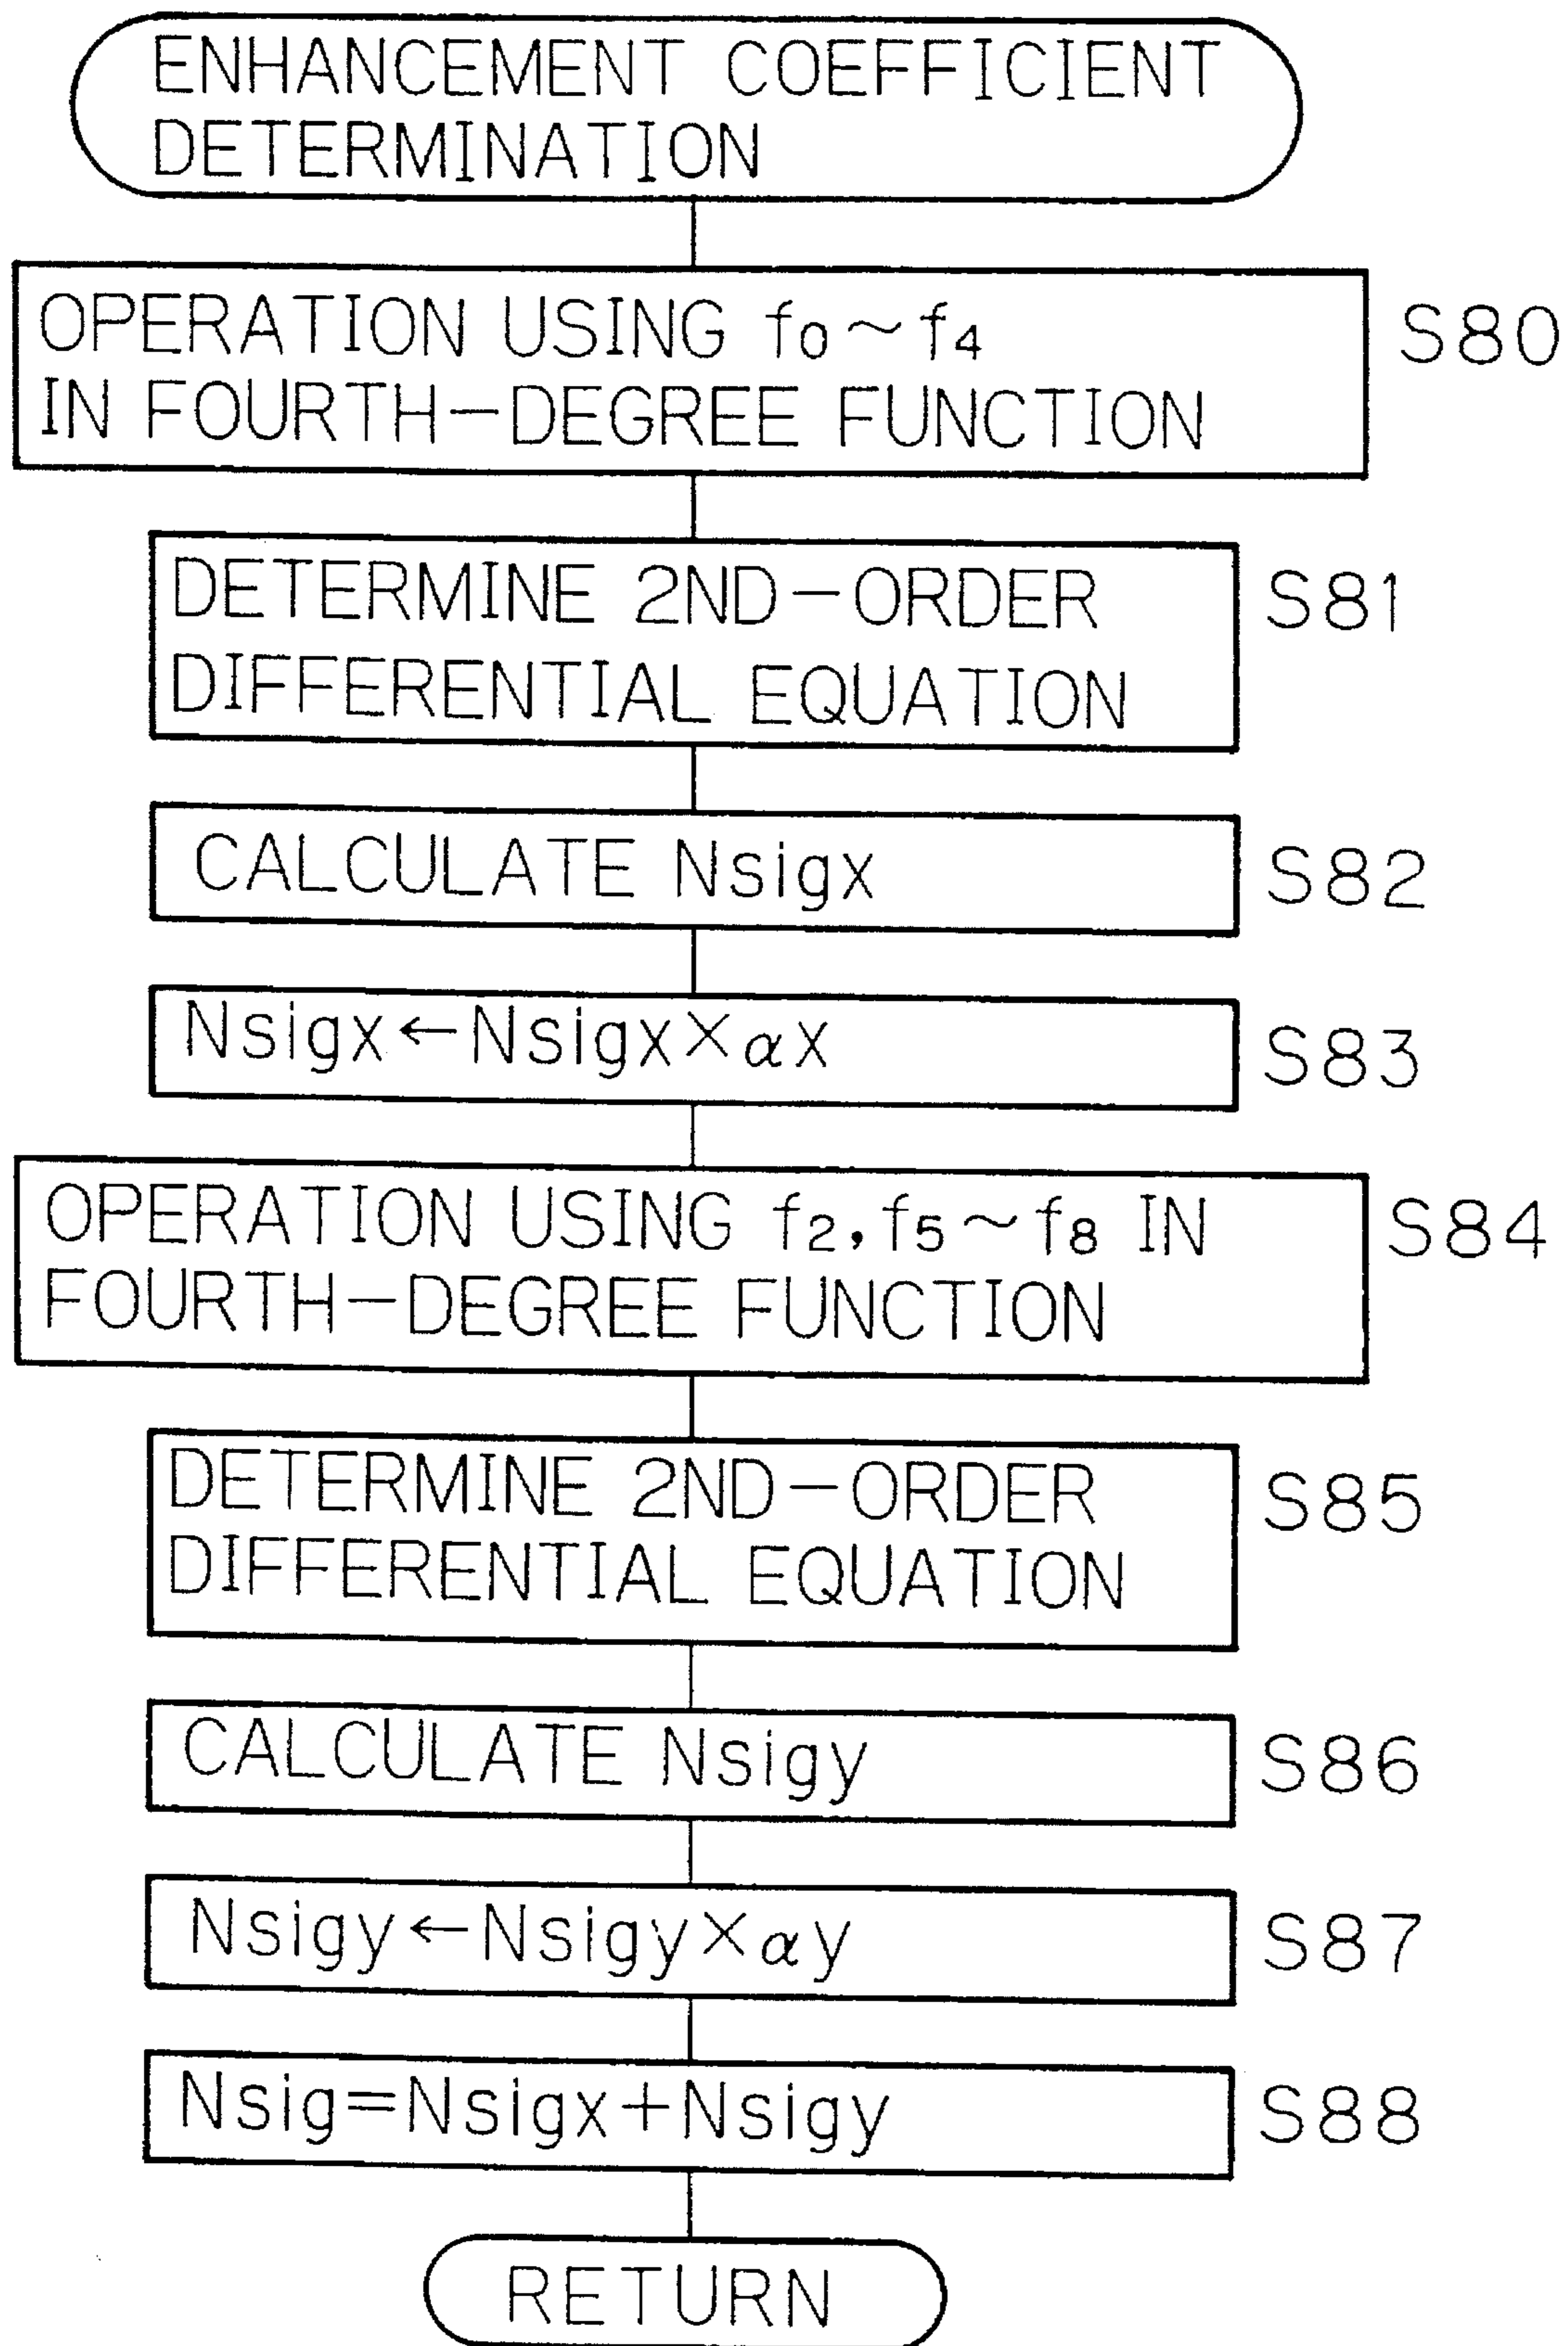 ENHANCEMENT COEFFICIENT
DETERMINATION
OPERATION USING f0~f4
IN FOURTH-DEGREE FUNCTION
S80
DETERMINE 2ND-ORDER
DIFFERENTIAL EQUATION
S81
CALCULATE Nsigx
S82
Nsigx←Nsigx×αx
S83
OPERATION USING f2,f5~f8 IN
FOURTH-DEGREE FUNCTION
S84
DETERMINE 2ND-ORDER
DIFFERENTIAL EQUATION
S85
CALCULATE Nsigy
S86
Nsigy←Nsigy×αy
S87
Nsig=Nsigx+Nsigy
S88
RETURN